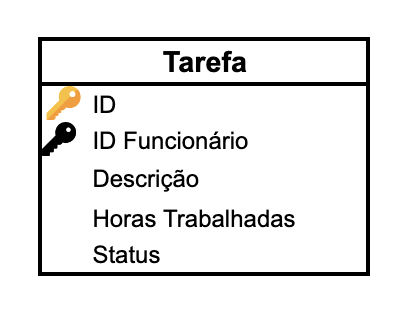 Tarefa
ID
ID Funcionário
Descrição
Horas Trabalhadas
Status